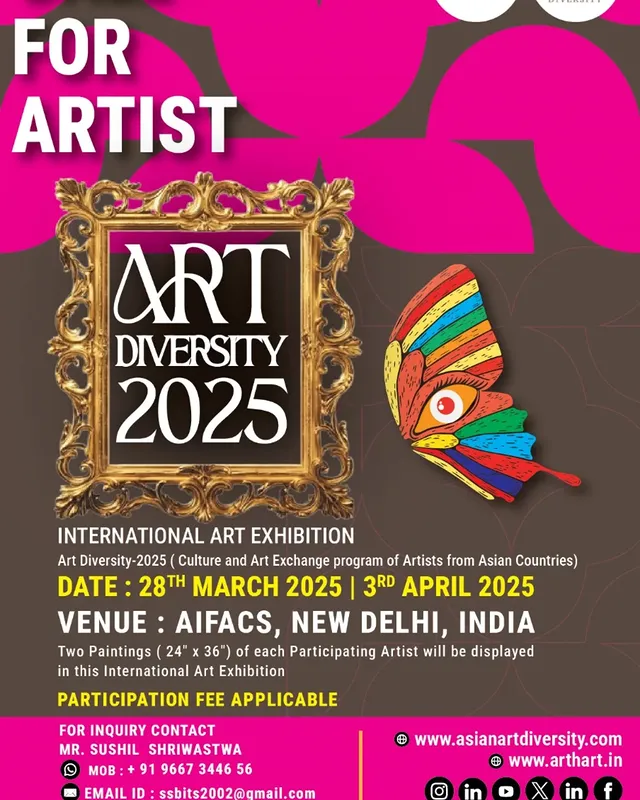 FOR
ARTIST
DIVERSITY
ART
DIVERSITY
2025
INTERNATIONAL ART EXHIBITION
Art Diversity-2025 ( Culture and Art Exchange program of Artists from Asian Countries)
DATE : 28TH MARCH 2025 | 3RD APRIL 2025
VENUE : AIFACS, NEW DELHI, INDIA
Two Paintings ( 24" x 36") of each Participating Artist will be displayed
in this International Art Exhibition
PARTICIPATION FEE APPLICABLE
FOR INQUIRY CONTACT
MR. SUSHIL SHRIWASTWA
MOB : + 91 9667 3446 56
EMAIL ID : ssbits2002@gmail.com
www.asianartdiversity.com
www.arthart.in